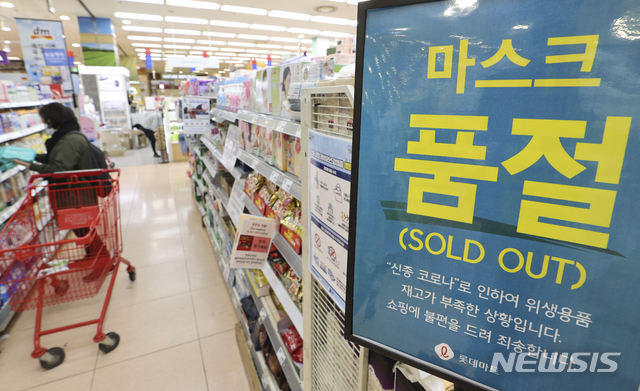 dm
마스크
품절
(SOLD OUT)
“신종 코로나”로 인하여 위생용품
재고가 부족한 상황입니다.
쇼핑에 불편을 드려 죄송합니다.
롯데마트
NEWSIS